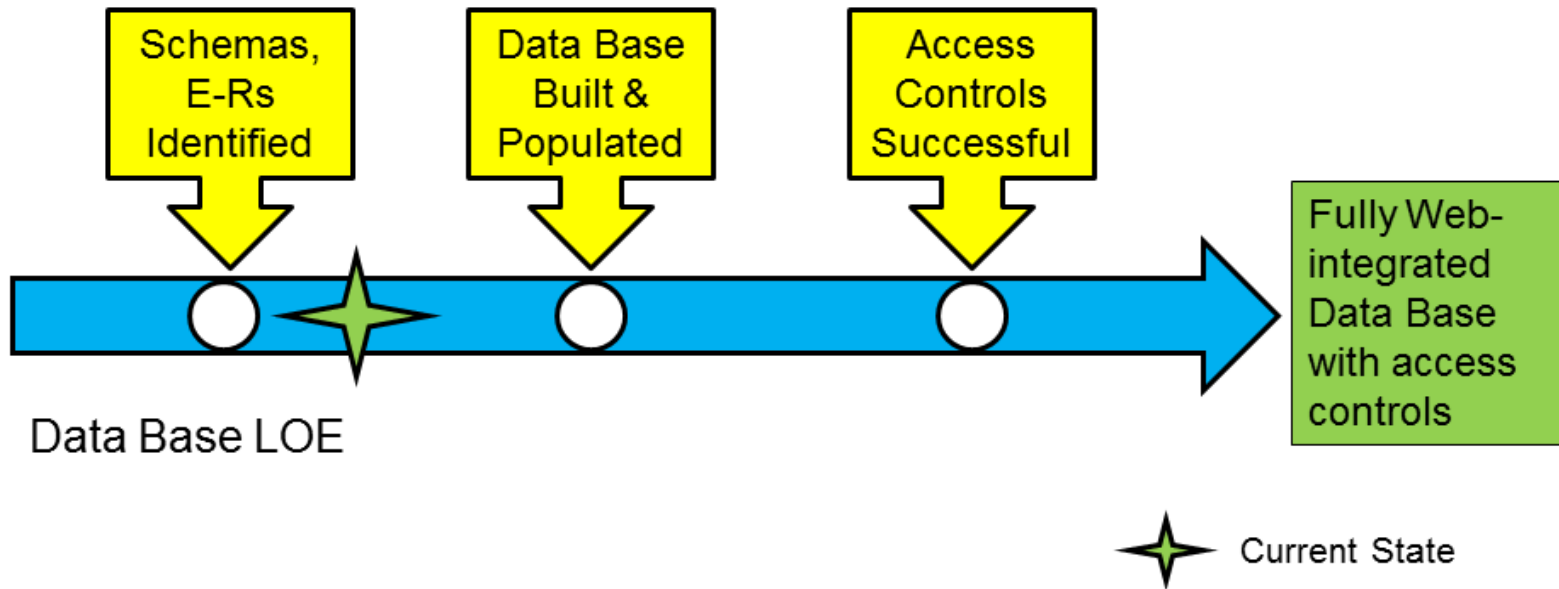 Schemas,
E-Rs
Identified
Data Base
Built &
Populated
Access
Controls
Successful
Fully Web-
integrated
Data Base
with access
controls
Data Base LOE
Current State